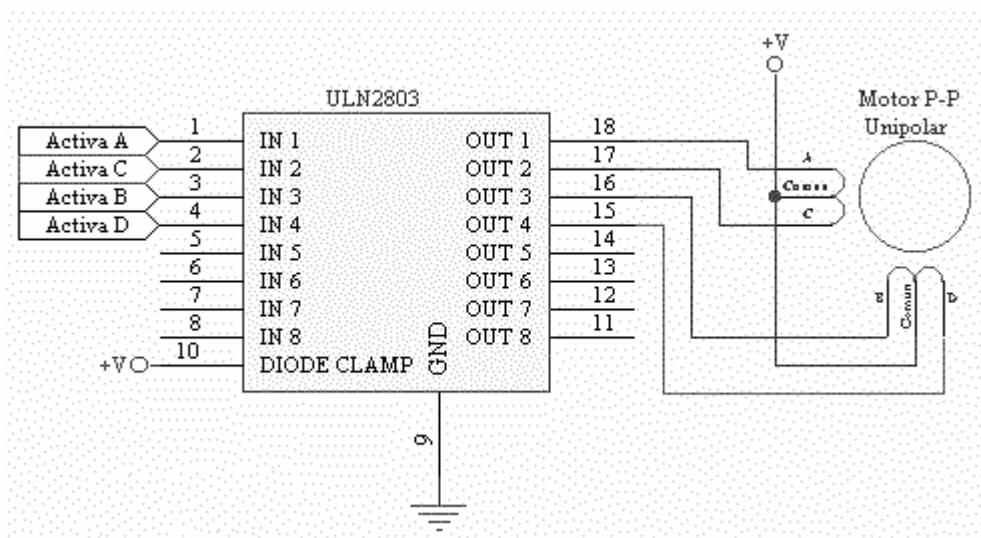 +V
ULN2803
Motor P-P
Unipolar
Activa A
Activa C
Activa B
Activa D
1
2
3
4
5
6
7
8
10
+V
IN 1
IN 2
IN 3
IN 4
IN 5
IN 6
IN 7
IN 8
DIODE CLAMP
GND
9
OUT 1
OUT 2
OUT 3
OUT 4
OUT 5
OUT 6
OUT 7
OUT 8
18
17
16
15
14
13
12
11
A
Comun
C
B
Comun
D